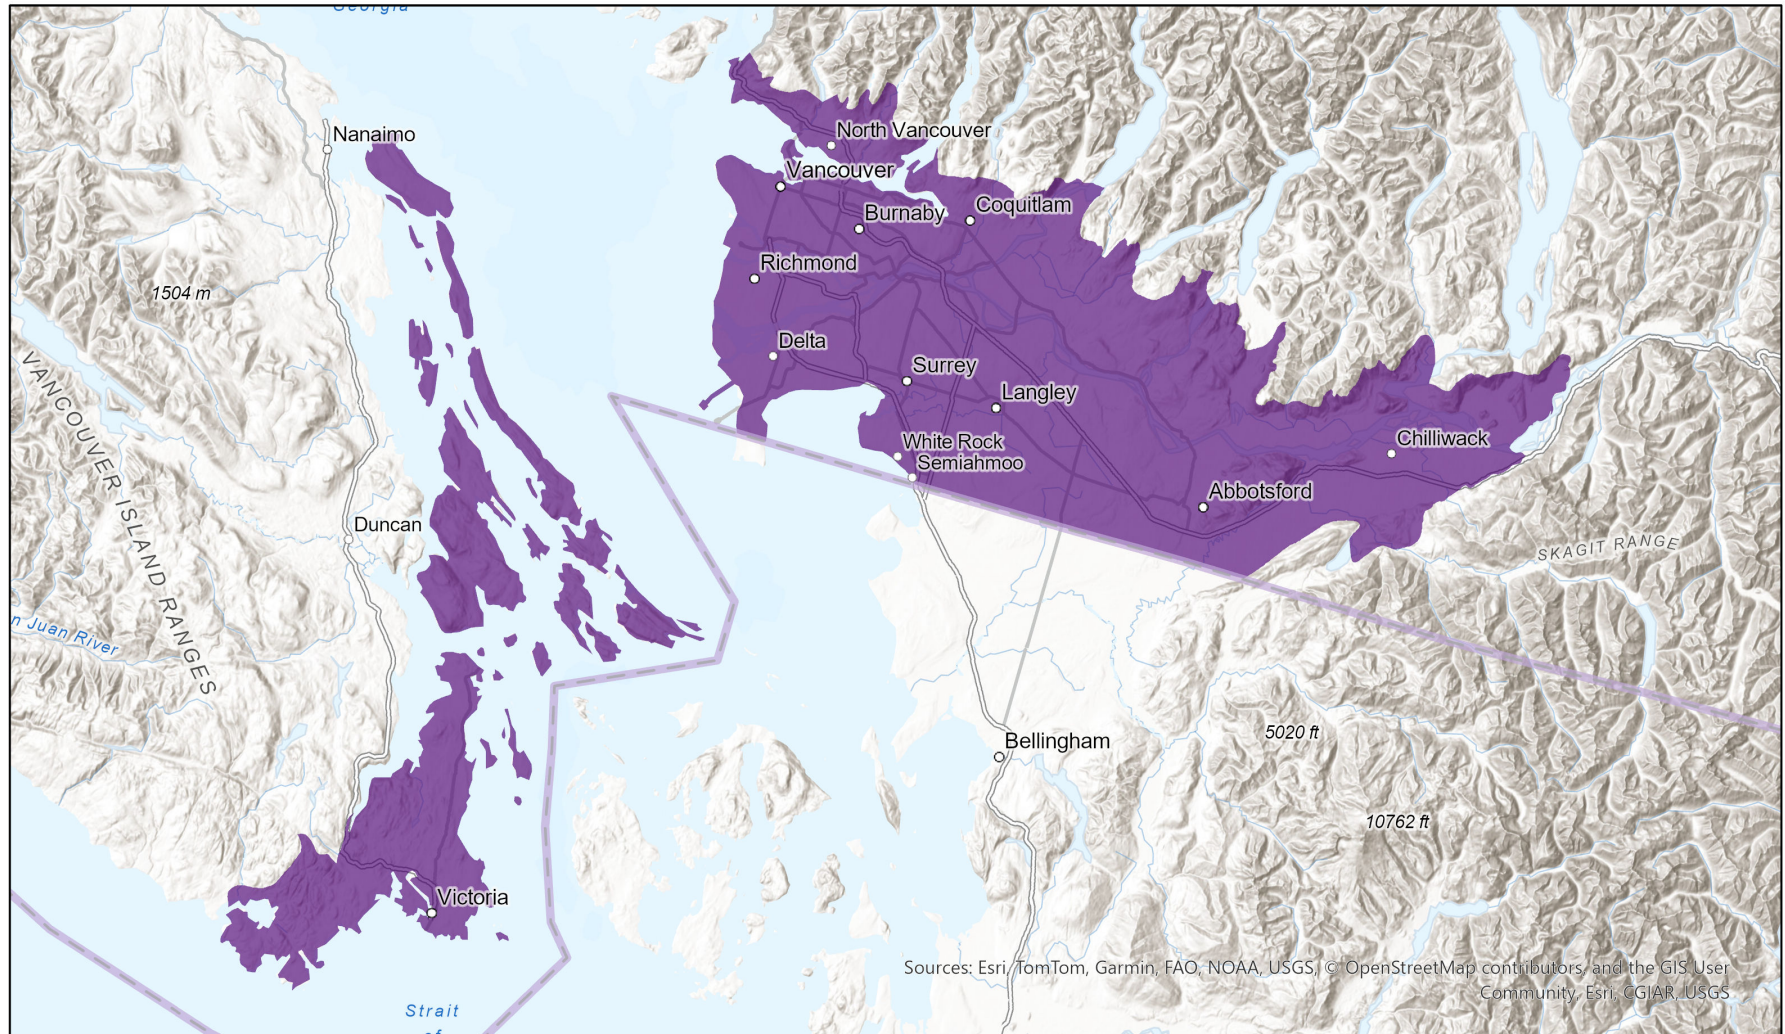 Georgia
Nanaimo
North Vancouver
Vancouver
Burnaby
Coquitlam
Richmond
1504 m
Delta
Surrey
Langley
VANCOUVER ISLAND RANGES
White Rock
Semiahmoo
Chilliwack
Abbotsford
Duncan
SKAGIT RANGE
n Juan River
5020 ft
Bellingham
10762 ft
Victoria
Sources: Esri, TomTom, Garmin, FAO, NOAA, USGS, © OpenStreetMap contributors, and the GIS User
Community, Esri, CGIAR, USGS
Strait
of